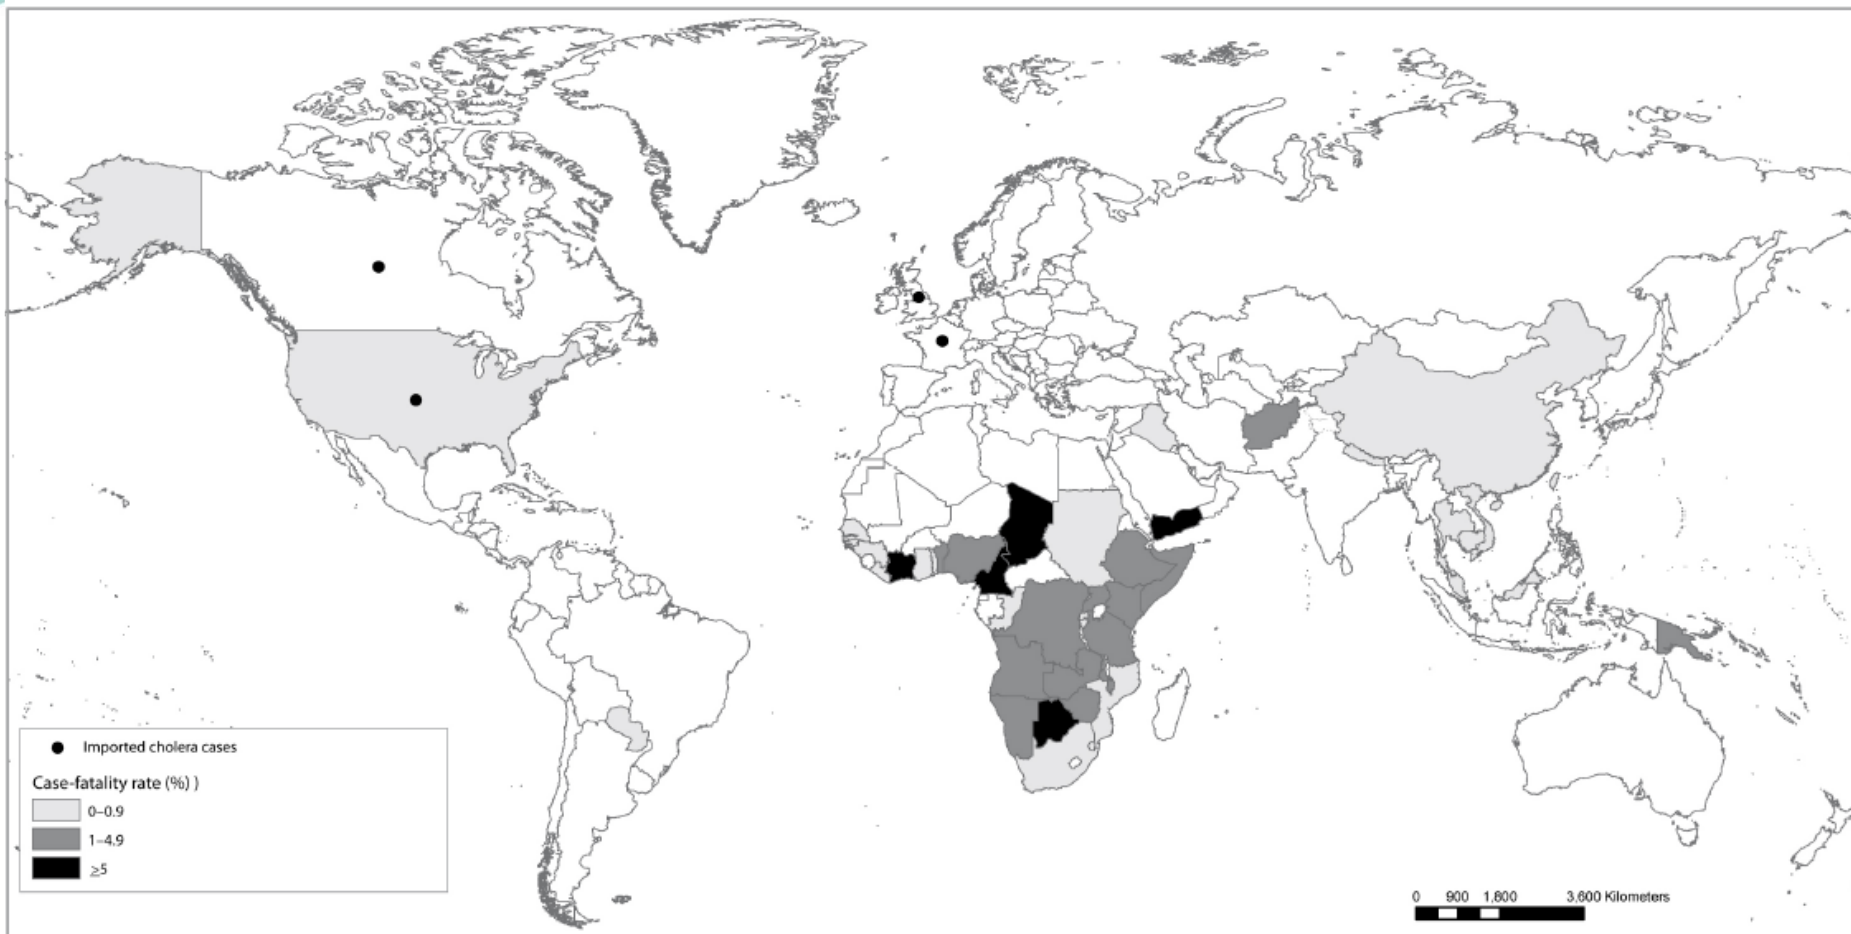 Imported cholera cases
Case-fatality rate (%) )
0–0.9
1–4.9
≥5
0 900 1,800 3,600 Kilometers